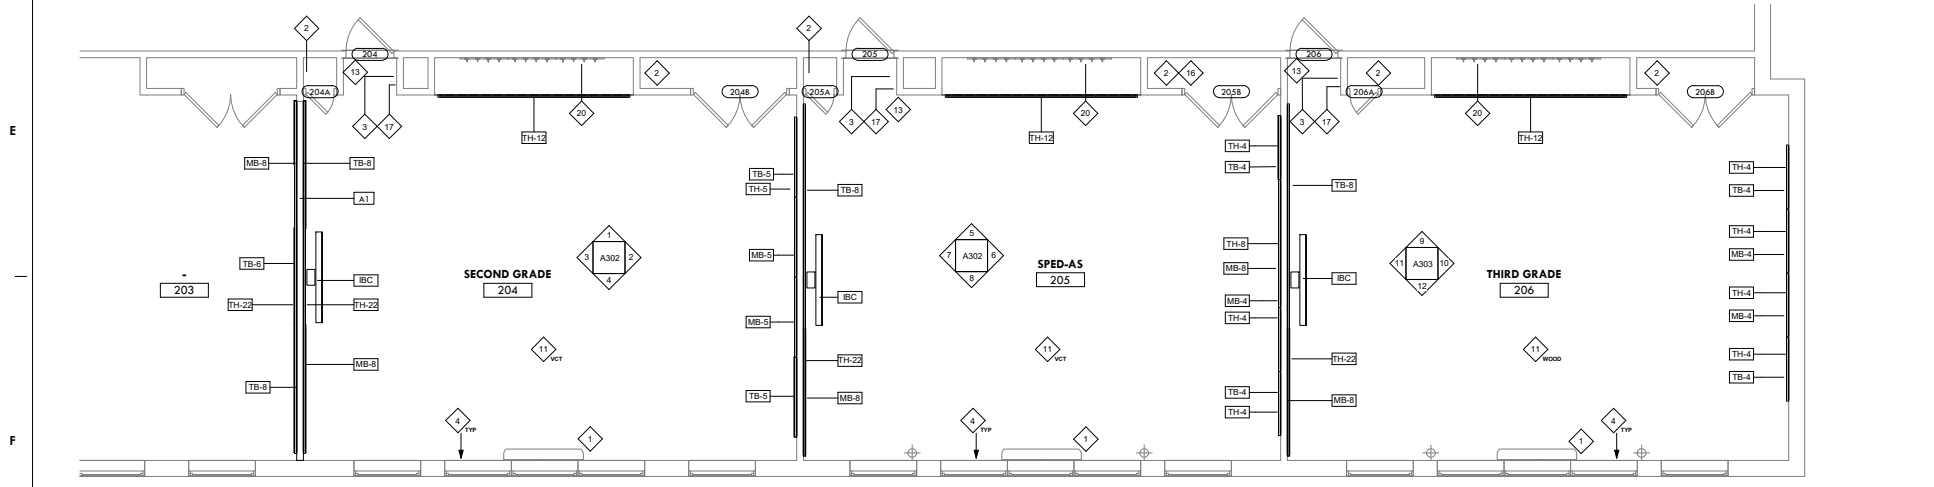 2
204
13
204A
3
17
20
2
204B
TH-12
2
205
205A
3
17
13
20
2
16
205B
TH-12
206
13
2
206A
3
17
20
2
206B
TH-12
E
MB-8
TB-8
A1
TB-6
IBC
TH-22
TH-22
MB-8
TB-8
-
203
SECOND GRADE
204
1
3
A302
2
4
11
VCT
4
TYP
1
TB-5
TH-5
MB-5
MB-5
TB-5
TB-8
IBC
TH-22
MB-8
5
7
A302
6
8
SPED-AS
205
11
VCT
4
TYP
1
TH-4
TB-4
TH-8
MB-8
MB-4
TH-4
TB-4
TH-4
TB-8
IBC
TH-22
MB-8
9
11
A303
10
12
THIRD GRADE
206
11
WOOD
4
TYP
1
TH-4
TB-4
TH-4
MB-4
TH-4
MB-4
TH-4
TB-4
F